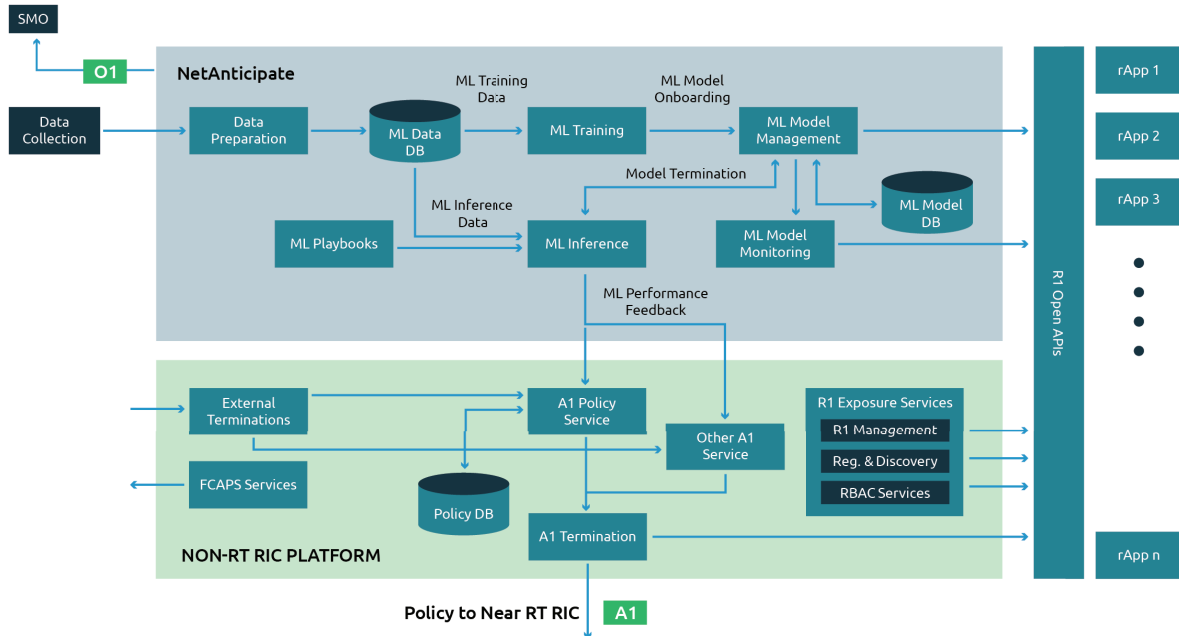 SMO
O1
NetAnticipate
Data
Collection
Data
Preparation
ML Data
DB
ML Training
Data
ML Training
ML Model
Onboarding
ML Model
Management
Model Termination
ML Model
DB
ML Inference
Data
ML Playbooks
ML Inference
ML Model
Monitoring
ML Performance
Feedback
External
Terminations
A1 Policy
Service
Other A1
Service
R1 Exposure Services
R1 Management
Reg. & Discovery
RBAC Services
FCAPS Services
Policy DB
A1 Termination
NON-RT RIC PLATFORM
Policy to Near RT RIC
A1
R1 Open APIs
rApp 1
rApp 2
rApp 3
rApp n